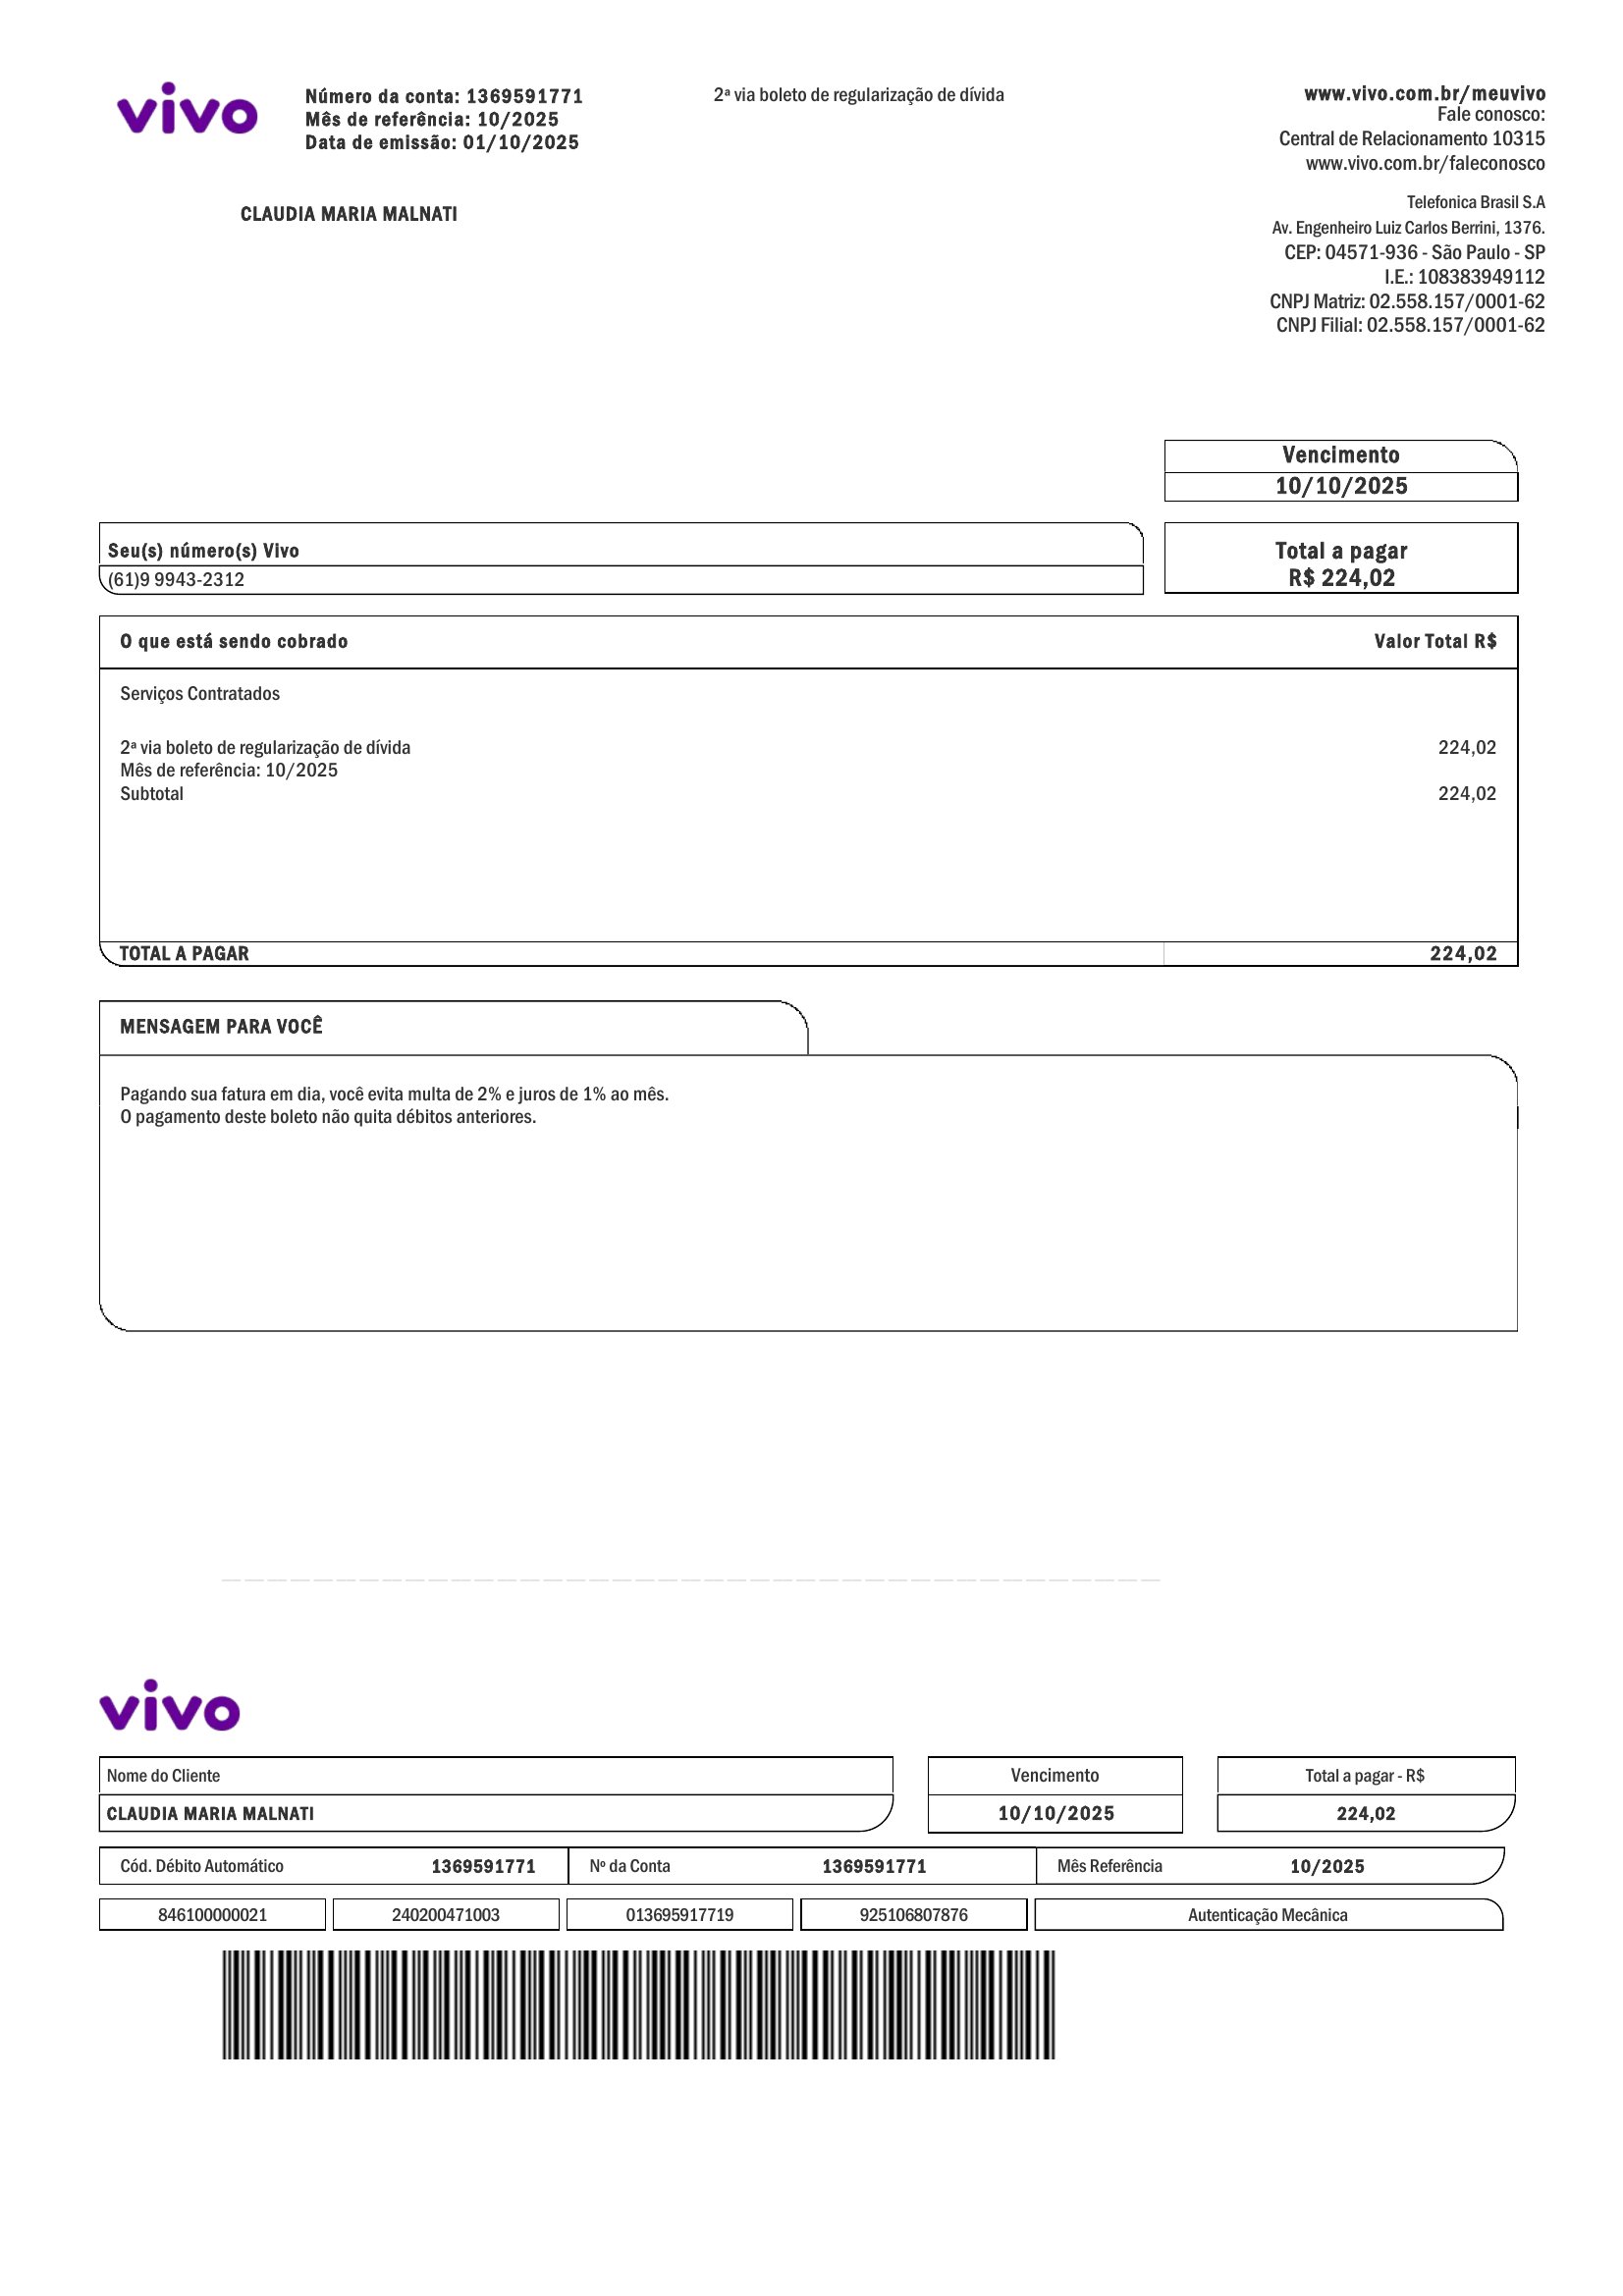 vivo
Número da conta: 1369591771
Mês de referência: 10/2025
Data de emissão: 01/10/2025
2ª via boleto de regularização de dívida
www.vivo.com.br/meuvivo
Fale conosco:
Central de Relacionamento 10315
www.vivo.com.br/faleconosco
CLAUDIA MARIA MALNATI
Telefonica Brasil S.A
Av. Engenheiro Luiz Carlos Berrini, 1376.
CEP: 04571-936 - São Paulo - SP
I.E.: 108383949112
CNPJ Matriz: 02.558.157/0001-62
CNPJ Filial: 02.558.157/0001-62
Vencimento
10/10/2025
Seu(s) número(s) Vivo
(61)9 9943-2312
Total a pagar
R$ 224,02
O que está sendo cobrado Valor Total R$
Serviços Contratados
2ª via boleto de regularização de dívida 224,02
Mês de referência: 10/2025
Subtotal 224,02
TOTAL A PAGAR 224,02
MENSAGEM PARA VOCÊ
Pagando sua fatura em dia, você evita multa de 2% e juros de 1% ao mês.
O pagamento deste boleto não quita débitos anteriores.
vivo
Nome do Cliente Vencimento Total a pagar - R$
CLAUDIA MARIA MALNATI 10/10/2025 224,02
Cód. Débito Automático 1369591771 Nº da Conta 1369591771 Mês Referência 10/2025
846100000021 240200471003 013695917719 925106807876 Autenticação Mecânica